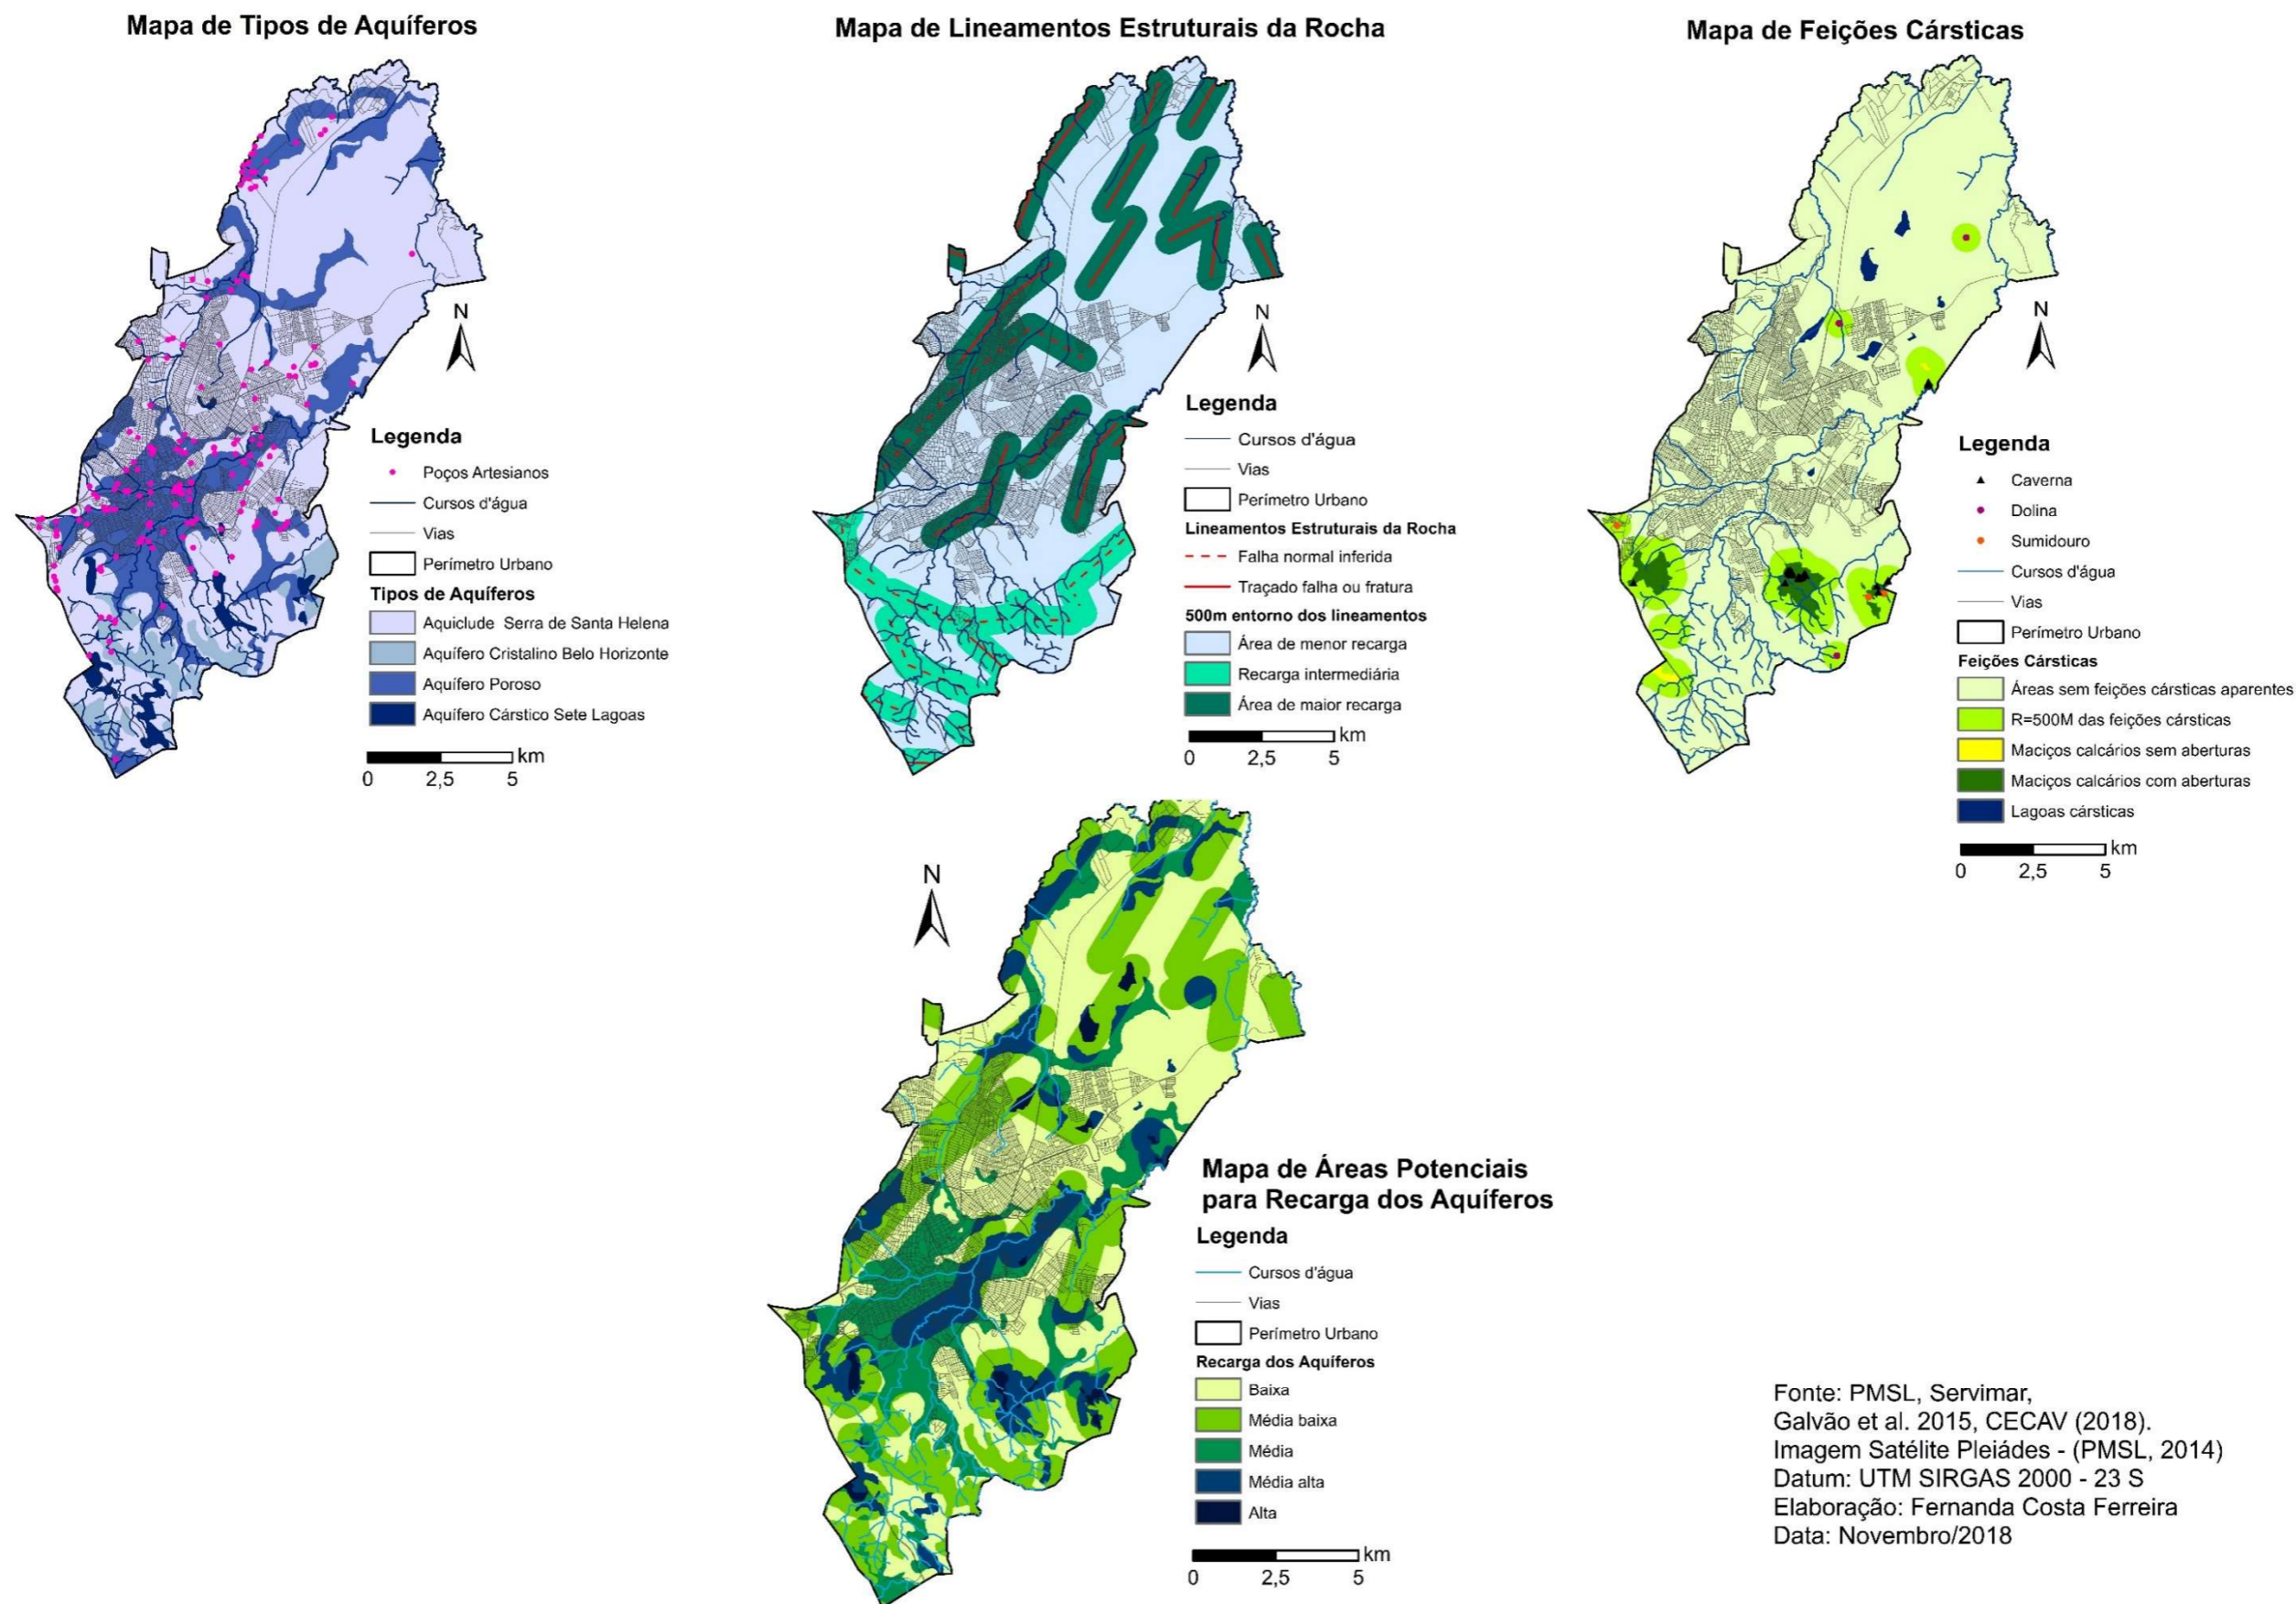 Mapa de Tipos de Aquíferos
N
Legenda
Poços Artesianos
Cursos d'água
Vias
Perímetro Urbano
Tipos de Aquíferos
Aquiclude Serra de Santa Helena
Aquífero Cristalino Belo Horizonte
Aquífero Poroso
Aquífero Cárstico Sete Lagoas
km
0 2,5 5
Mapa de Lineamentos Estruturais da Rocha
N
Legenda
Cursos d'água
Vias
Perímetro Urbano
Lineamentos Estruturais da Rocha
Falha normal inferida
Traçado falha ou fratura
500m entorno dos lineamentos
Área de menor recarga
Recarga intermediária
Área de maior recarga
km
0 2,5 5
Mapa de Feições Cársticas
N
Legenda
Caverna
Dolina
Sumidouro
Cursos d'água
Vias
Perímetro Urbano
Feições Cársticas
Áreas sem feições cársticas aparentes
R=500M das feições cársticas
Maciços calcários sem aberturas
Maciços calcários com aberturas
Lagoas cársticas
km
0 2,5 5
N
Mapa de Áreas Potenciais
para Recarga dos Aquíferos
Legenda
Cursos d'água
Vias
Perímetro Urbano
Recarga dos Aquíferos
Baixa
Média baixa
Média
Média alta
Alta
km
0 2,5 5
Fonte: PMSL, Servimar,
Galvão et al. 2015, CECAV (2018).
Imagem Satélite Pleiádes - (PMSL, 2014)
Datum: UTM SIRGAS 2000 - 23 S
Elaboração: Fernanda Costa Ferreira
Data: Novembro/2018